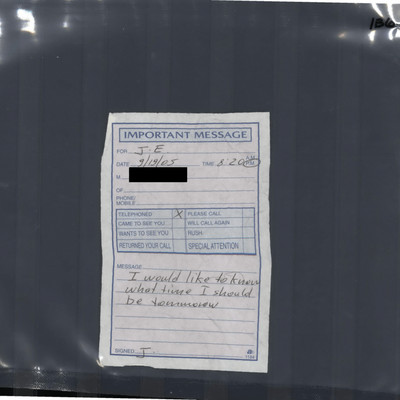 IMPORTANT MESSAGE
FOR J.E
DATE 9/19/05 TIME 8:20 A.M. P.M.
M
OF
PHONE/
MOBILE
TELEPHONED X PLEASE CALL
CAME TO SEE YOU WILL CALL AGAIN
WANTS TO SEE YOU RUSH
RETURNED YOUR CALL SPECIAL ATTENTION
MESSAGE
I would like to know
what time I should
be tommorow
SIGNED J.